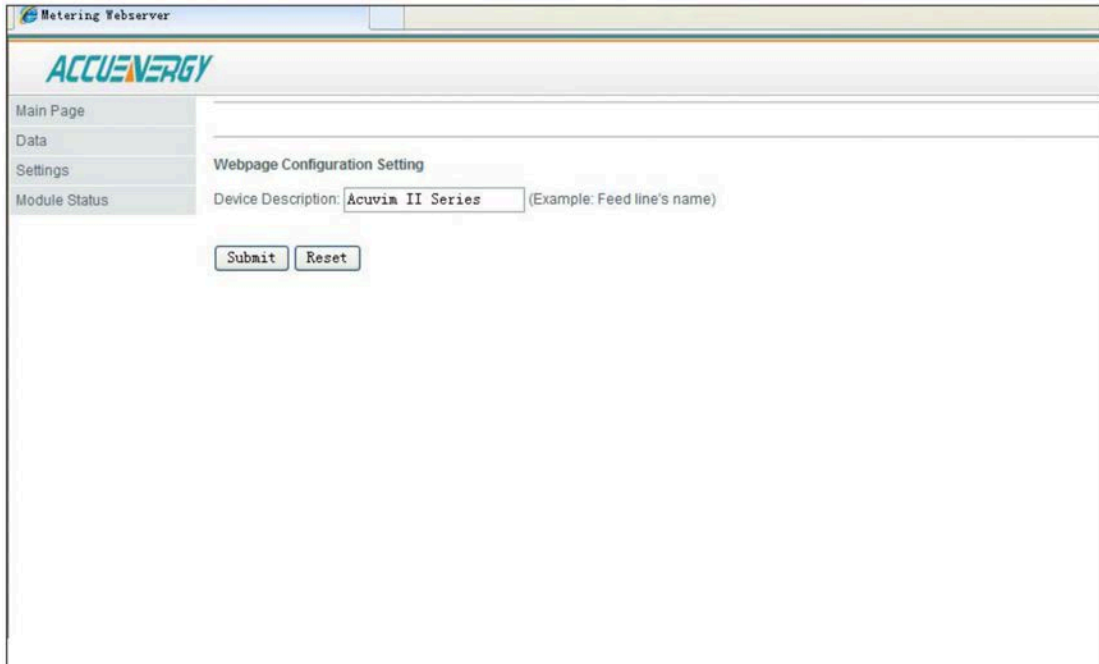 Metering Webserver
ACCUENERGY
Main Page
Data
Settings
Module Status
Webpage Configuration Setting
Device Description: Acuvim II Series (Example: Feed line's name)
Submit Reset